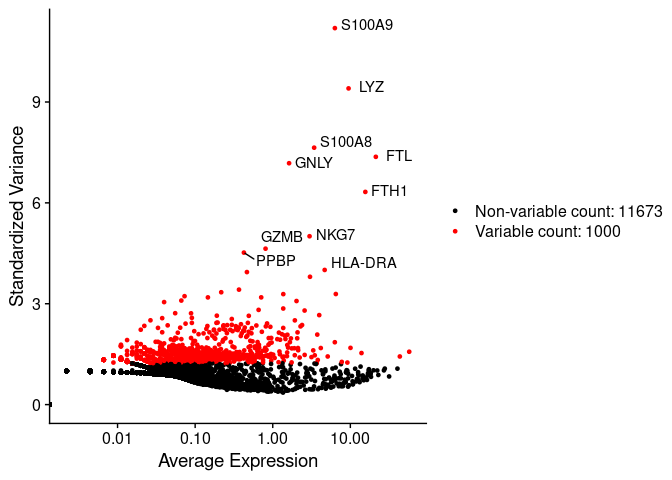 S100A9
LYZ
S100A8
FTL
GNLY
FTH1
GZMB
NKG7
PPBP
HLA-DRA
9
6
3
0
Standardized Variance
0.01
0.10
1.00
10.00
Average Expression
Non-variable count: 11673
Variable count: 1000